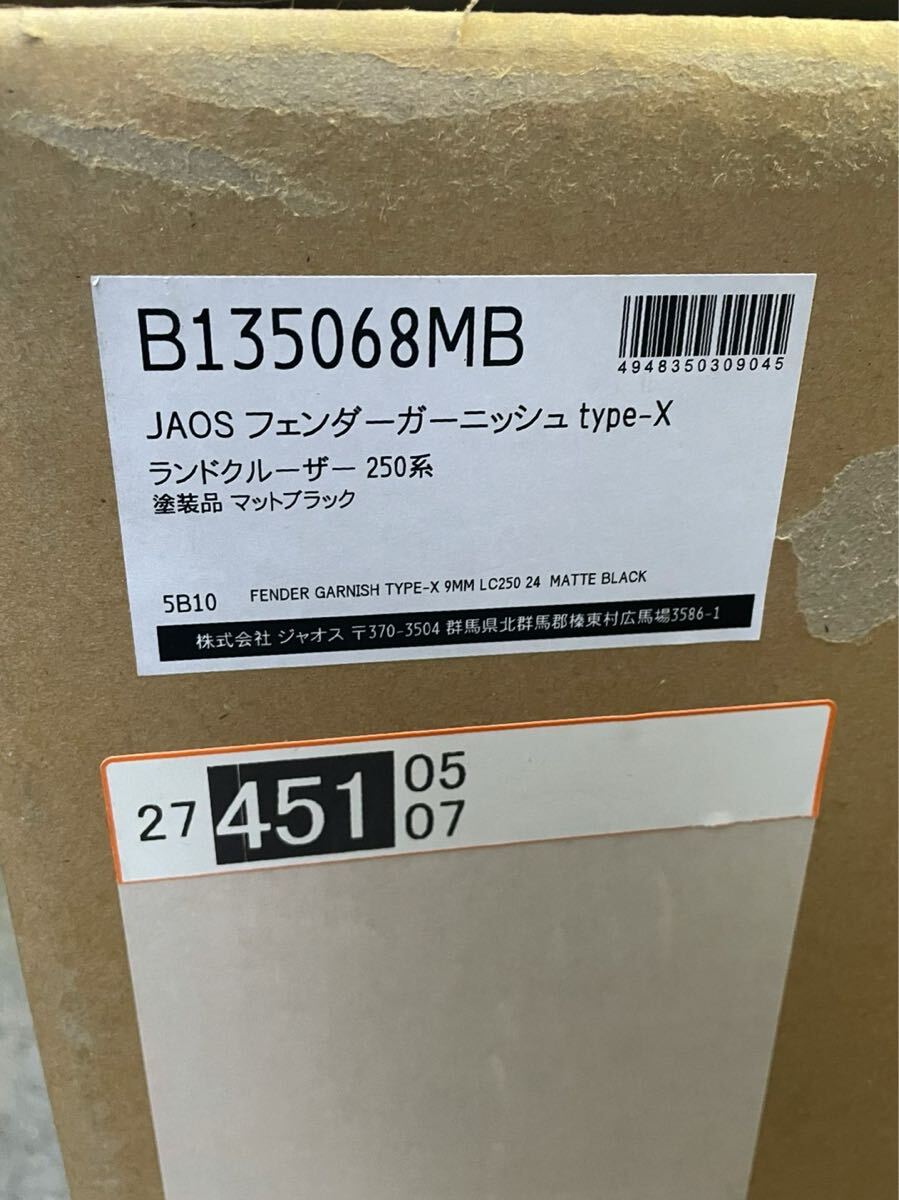 B135068MB
4948350309045
JAOS フェンダーガーニッシュ type-X
ランドクルーザー 250系
塗装品 マットブラック
5B10 FENDER GARNISH TYPE-X 9MM LC250 24 MATTE BLACK
株式会社 ジャオス 〒370-3504 群馬県北群馬郡榛東村広馬場3586-1
27 451 05
07